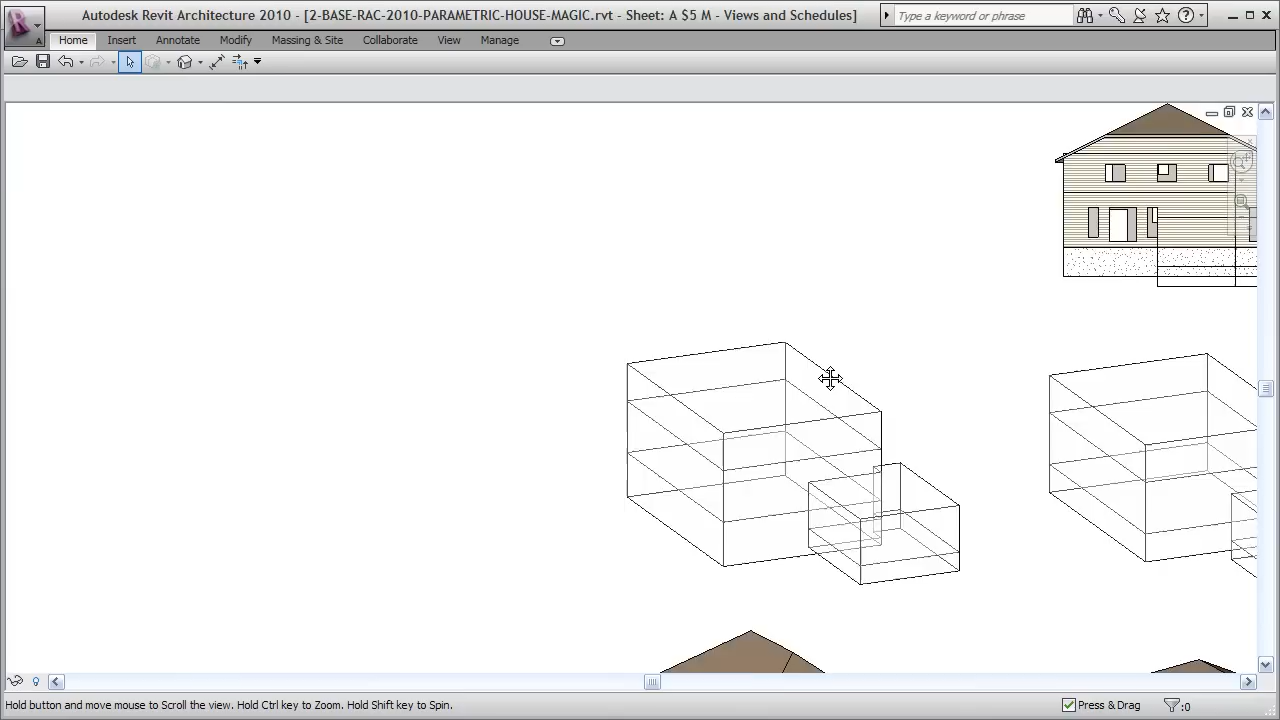 Autodesk Revit Architecture 2010 - [2-BASE-RAC-2010-PARAMETRIC-HOUSE-MAGIC.rvt - Sheet: A $5 M - Views and Schedules]
Type a keyword or phrase
Home Insert Annotate Modify Massing & Site Collaborate View Manage
Hold button and move mouse to Scroll the view. Hold Ctrl key to Zoom. Hold Shift key to Spin.
Press & Drag
:0